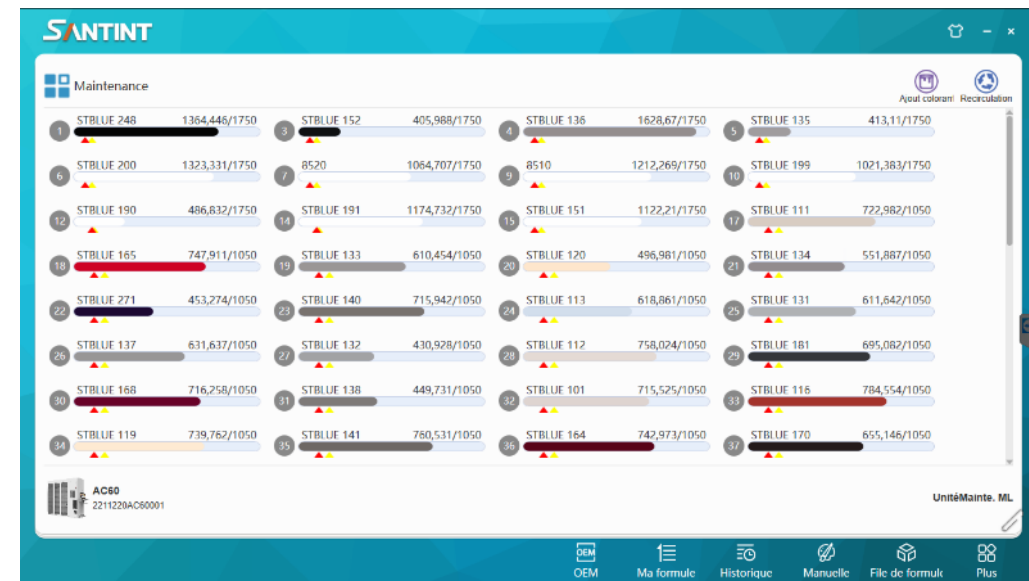 SANTINT
Maintenance
Ajout colorant Recirculation
1 STBLUE 248 1364,446/1750 3 STBLUE 152 405,988/1750 4 STBLUE 136 1628,67/1750 5 STBLUE 135 413,11/1750
6 STBLUE 200 1323,331/1750 7 8520 1064,707/1750 9 8510 1212,269/1750 10 STBLUE 199 1021,383/1750
12 STBLUE 190 486,832/1750 14 STBLUE 191 1174,732/1750 15 STBLUE 151 1122,21/1750 17 STBLUE 111 722,982/1050
18 STBLUE 165 747,911/1050 19 STBLUE 133 610,454/1050 20 STBLUE 120 496,981/1050 21 STBLUE 134 551,887/1050
22 STBLUE 271 453,274/1050 23 STBLUE 140 715,942/1050 24 STBLUE 113 618,861/1050 25 STBLUE 131 611,642/1050
26 STBLUE 137 631,637/1050 27 STBLUE 132 430,928/1050 28 STBLUE 112 758,024/1050 29 STBLUE 181 695,082/1050
30 STBLUE 168 716,258/1050 31 STBLUE 138 449,731/1050 32 STBLUE 101 715,525/1050 33 STBLUE 116 784,554/1050
34 STBLUE 119 739,762/1050 35 STBLUE 141 760,531/1050 36 STBLUE 164 742,973/1050 37 STBLUE 170 655,146/1050
AC60
2211220AC60001
UnitéMainte. ML
OEM
OEM Ma formule Historique Manuelle File de formule Plus